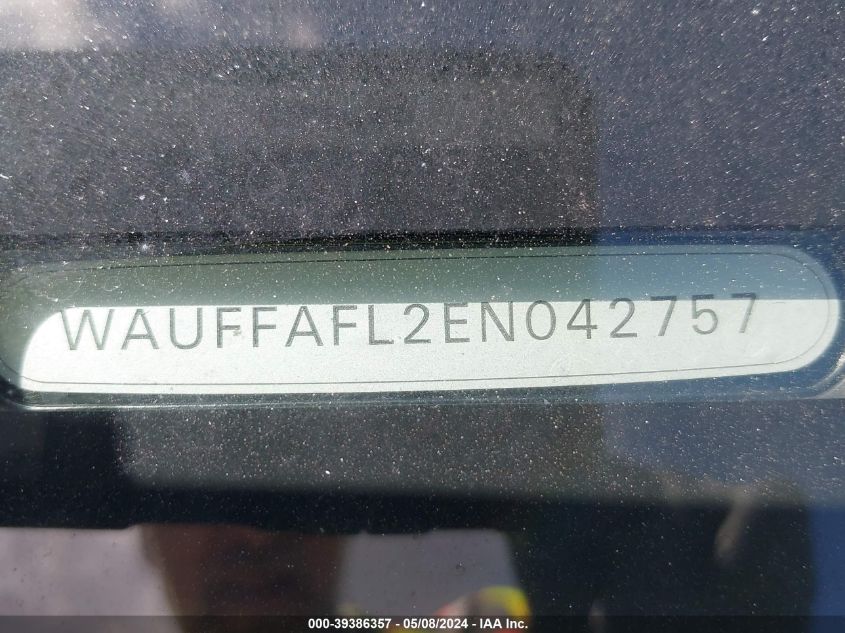 WAUFFAFL2EN042757
000-39386357 - 05/08/2024 - IAA Inc.